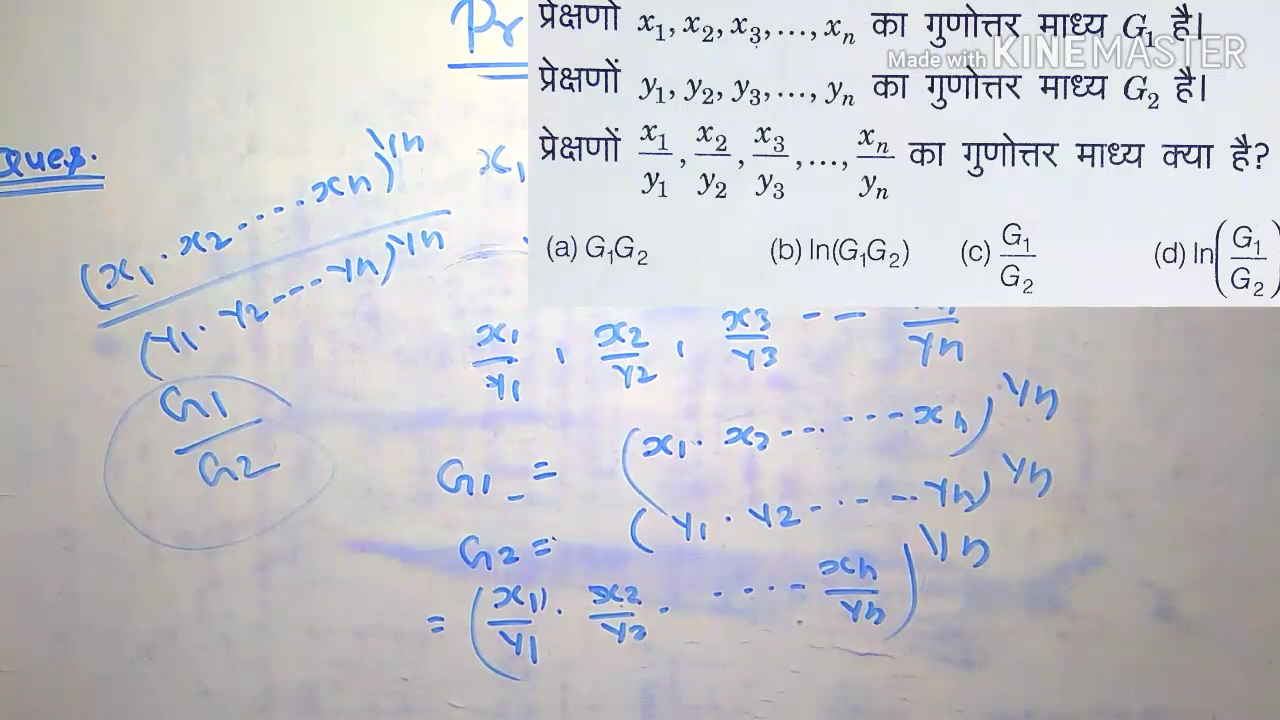 Pr
प्रेक्षणों x₁, x₂, x₃, ..., xₙ का गुणोत्तर माध्य G₁ है।
Made with KINEMASTER
प्रेक्षणों y₁, y₂, y₃, ..., yₙ का गुणोत्तर माध्य G₂ है।
प्रेक्षणों x₁/y₁, x₂/y₂, x₃/y₃, ..., xₙ/yₙ का गुणोत्तर माध्य क्या है?
(a) G₁G₂ (b) ln(G₁G₂) (c) G₁/G₂ (d) ln(G₁/G₂)
Ques.
x₁
(x₁·x₂----xn)^1/n
(y₁·y₂---yn)^1/n
G₁/G₂
x₁/y₁, x₂/y₂, x₃/y₃ -- /yn
G₁ = (x₁·x₂-----xn)^1/n
G₂ = (y₁·y₂-----yn)^1/n
= (x₁/y₁·x₂/y₂·----xn/yn)^1/n